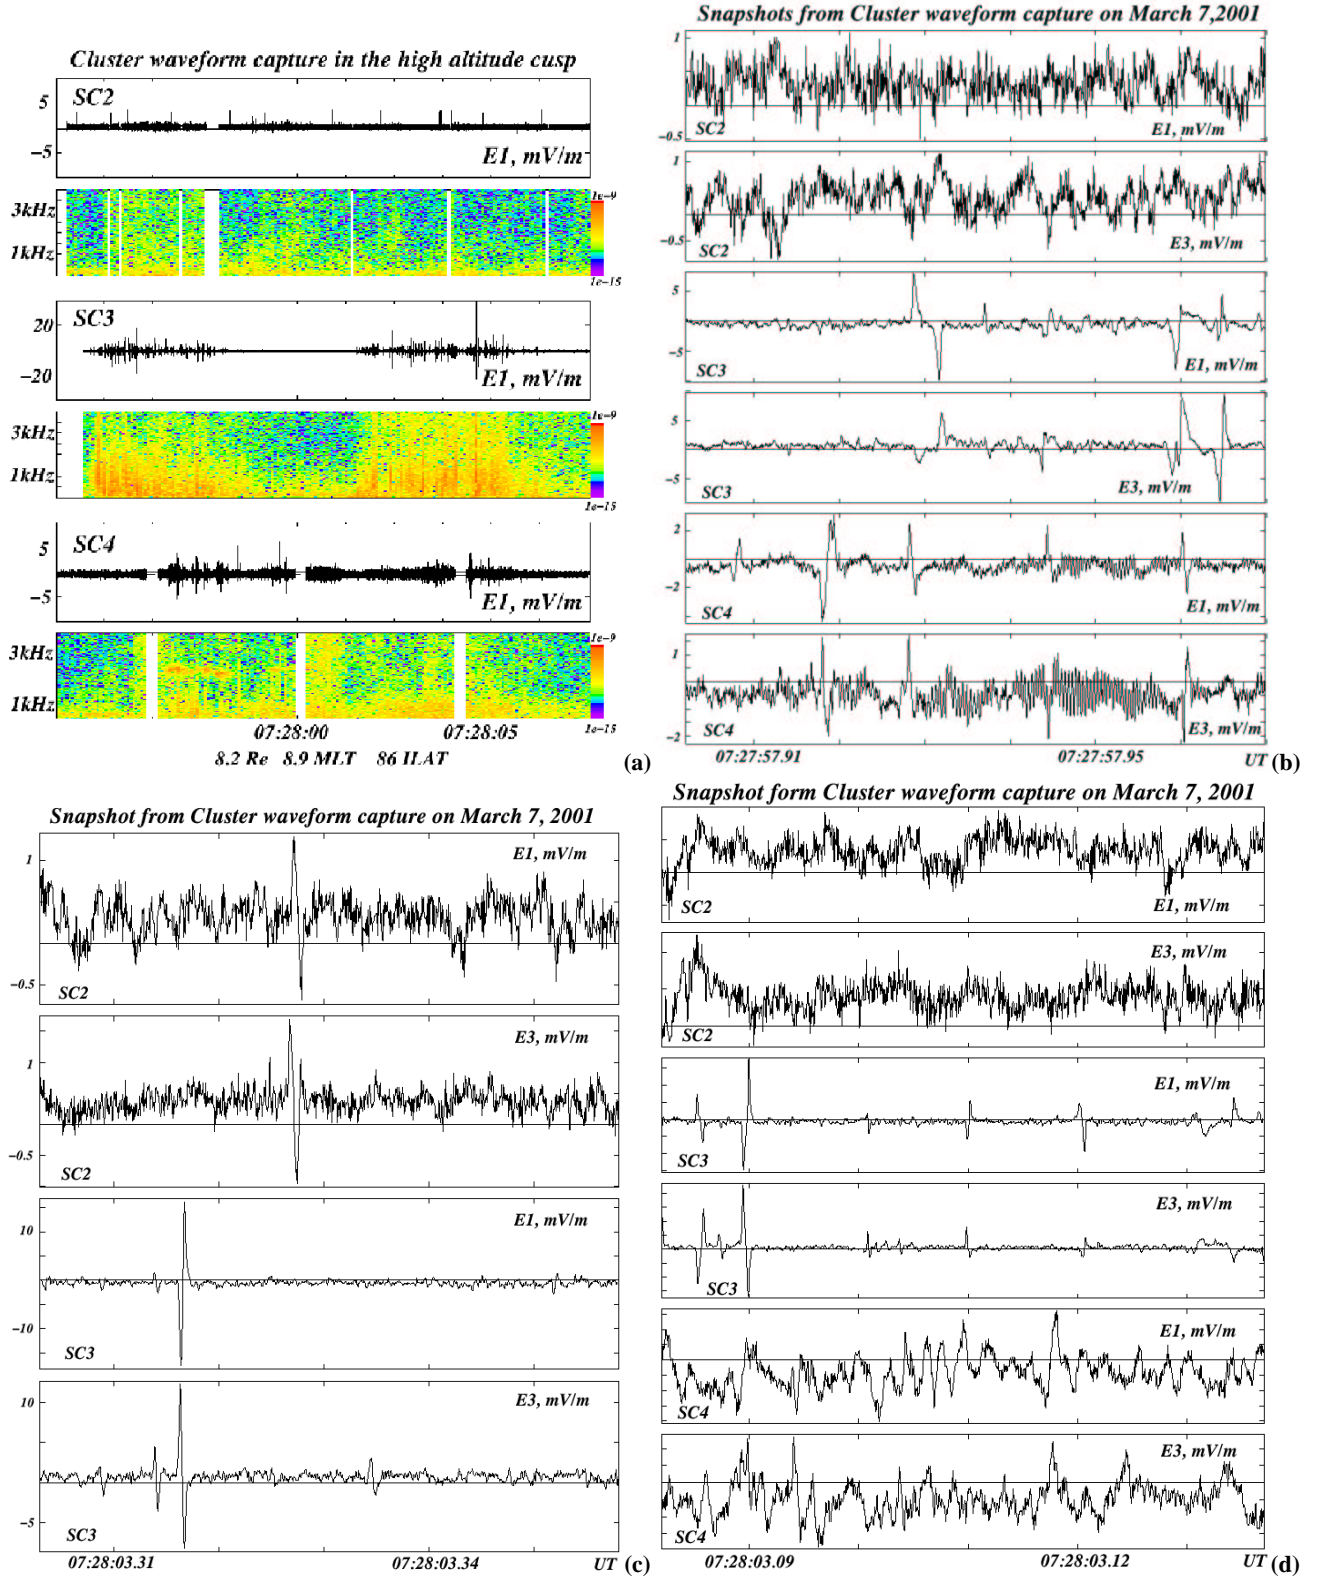 Cluster waveform capture in the high altitude cusp
5
SC2
-5
E1, mV/m
3kHz
1kHz
1e-9
1e-15
20
SC3
-20
E1, mV/m
3kHz
1kHz
1e-9
1e-15
5
SC4
-5
E1, mV/m
3kHz
1kHz
1e-9
1e-15
07:28:00 07:28:05
8.2 Re 8.9 MLT 86 ILAT
(a)
Snapshots from Cluster waveform capture on March 7,2001
1
-0.5
SC2
E1, mV/m
1
-0.5
SC2
E3, mV/m
5
-5
SC3
E1, mV/m
5
-5
SC3
E3, mV/m
2
-2
SC4
E1, mV/m
1
-2
SC4
E3, mV/m
07:27:57.91 07:27:57.95 UT
(b)
Snapshot from Cluster waveform capture on March 7, 2001
1
E1, mV/m
-0.5
SC2
E3, mV/m
1
-0.5
SC2
E1, mV/m
10
-10
SC3
E3, mV/m
10
-5
SC3
07:28:03.31 07:28:03.34 UT
(c)
Snapshot form Cluster waveform capture on March 7, 2001
SC2
E1, mV/m
E3, mV/m
SC2
E1, mV/m
SC3
E3, mV/m
SC3
E1, mV/m
SC4
E3, mV/m
SC4
07:28:03.09 07:28:03.12 UT
(d)